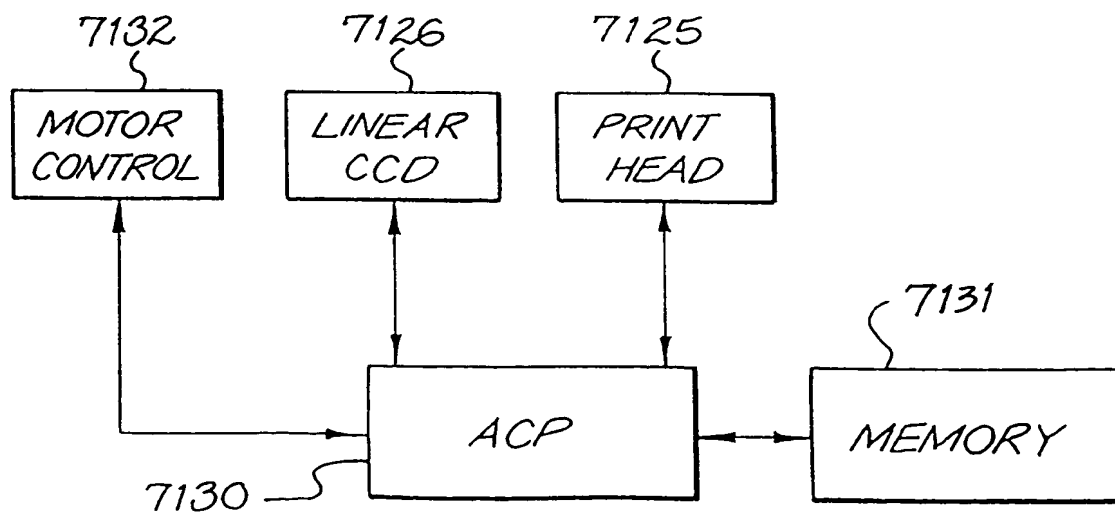 7132
7126
7125
MOTOR
CONTROL
LINEAR
CCD
PRINT
HEAD
7131
ACP
MEMORY
7130